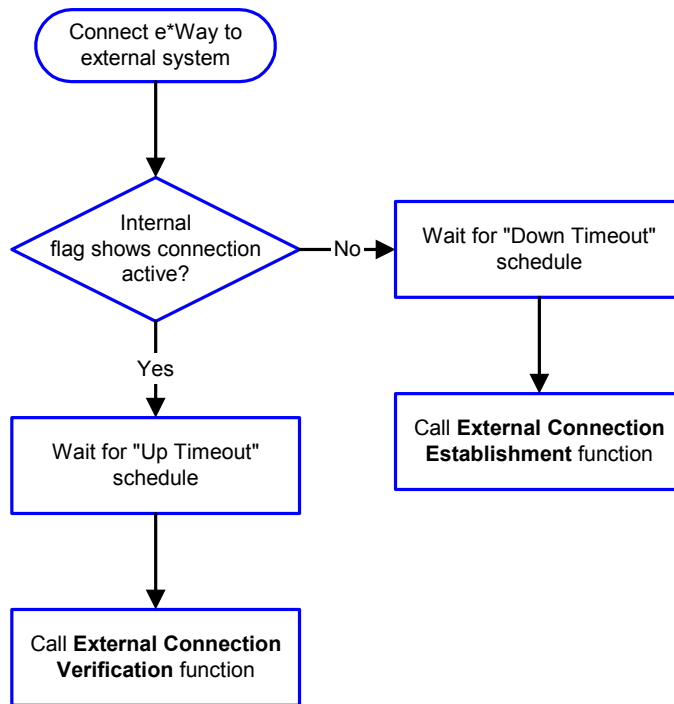 Connect e*Way to
external system
Internal
flag shows connection
active?
No
Wait for "Down Timeout"
schedule
Yes
Call External Connection
Establishment function
Wait for "Up Timeout"
schedule
Call External Connection
Verification function